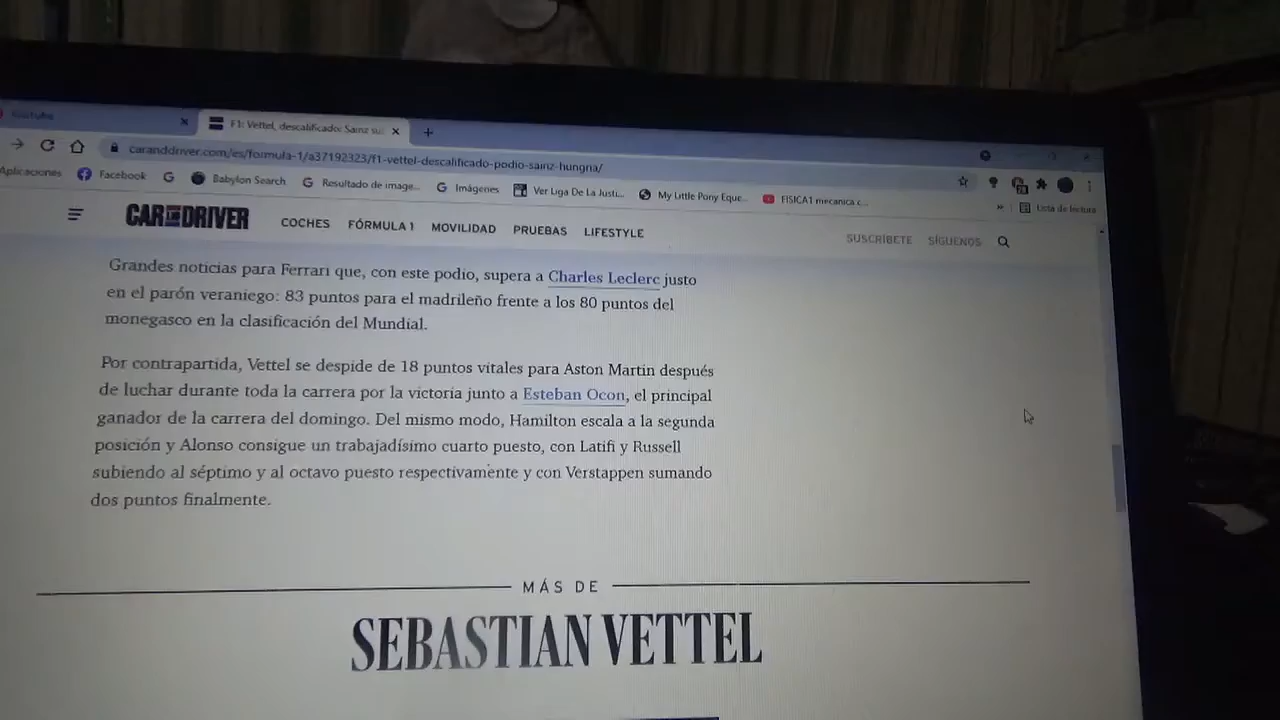 YouTube
F1: Vettel, descalificado: Sainz su
caranddriver.com/es/formula-1/a37192323/f1-vettel-descalificado-podio-sainz-hungria/
Aplicaciones Facebook Babylon Search Resultado de image... Imágenes Ver Liga De La Justi... My Little Pony Eque... FISICA1 mecanica c...
» Lista de lectura
CAR AND DRIVER COCHES FÓRMULA 1 MOVILIDAD PRUEBAS LIFESTYLE SUSCRÍBETE SÍGUENOS
Grandes noticias para Ferrari que, con este podio, supera a Charles Leclerc justo
en el parón veraniego: 83 puntos para el madrileño frente a los 80 puntos del
monegasco en la clasificación del Mundial.
Por contrapartida, Vettel se despide de 18 puntos vitales para Aston Martin después
de luchar durante toda la carrera por la victoria junto a Esteban Ocon, el principal
ganador de la carrera del domingo. Del mismo modo, Hamilton escala a la segunda
posición y Alonso consigue un trabajadísimo cuarto puesto, con Latifi y Russell
subiendo al séptimo y al octavo puesto respectivamente y con Verstappen sumando
dos puntos finalmente.
MÁS DE
SEBASTIAN VETTEL